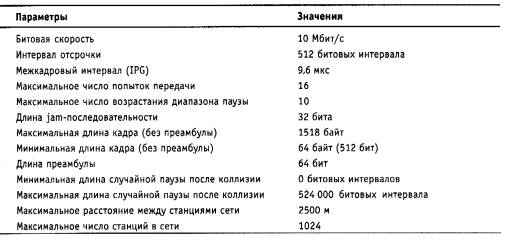 Параметры Значения
Битовая скорость 10 Мбит/с
Интервал отсрочки 512 битовых интервала
Межкадровый интервал (IPG) 9,6 мкс
Максимальное число попыток передачи 16
Максимальное число возрастания диапазона паузы 10
Длина jam-последовательности 32 бита
Максимальная длина кадра (без преамбулы) 1518 байт
Минимальная длина кадра (без преамбулы) 64 байт (512 бит)
Длина преамбулы 64 бит
Минимальная длина случайной паузы после коллизии 0 битовых интервалов
Максимальная длина случайной паузы после коллизии 524 000 битовых интервала
Максимальное расстояние между станциями сети 2500 м
Максимальное число станций в сети 1024